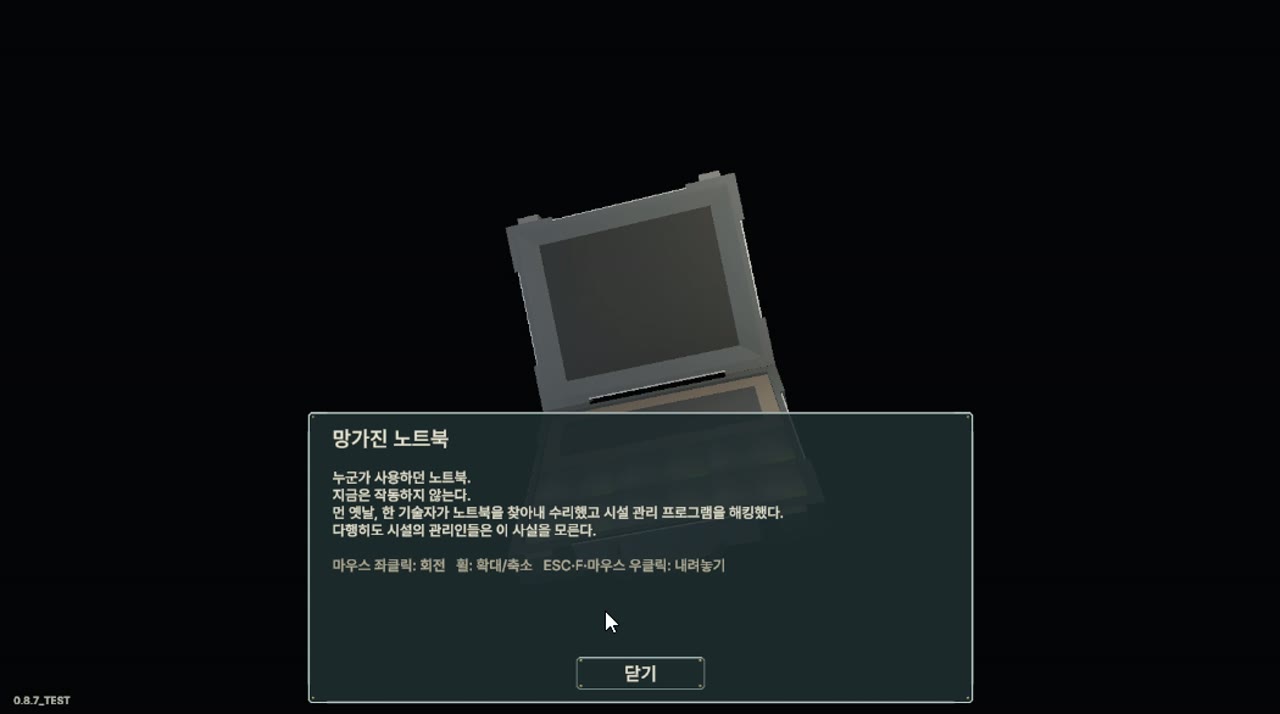 망가진 노트북
누군가 사용하던 노트북.
지금은 작동하지 않는다.
먼 옛날, 한 기술자가 노트북을 찾아내 수리했고 시설 관리 프로그램을 해킹했다.
다행히도 시설의 관리인들은 이 사실을 모른다.
마우스 좌클릭: 회전 휠: 확대/축소 ESC·F·마우스 우클릭: 내려놓기
닫기
0.8.7_TEST